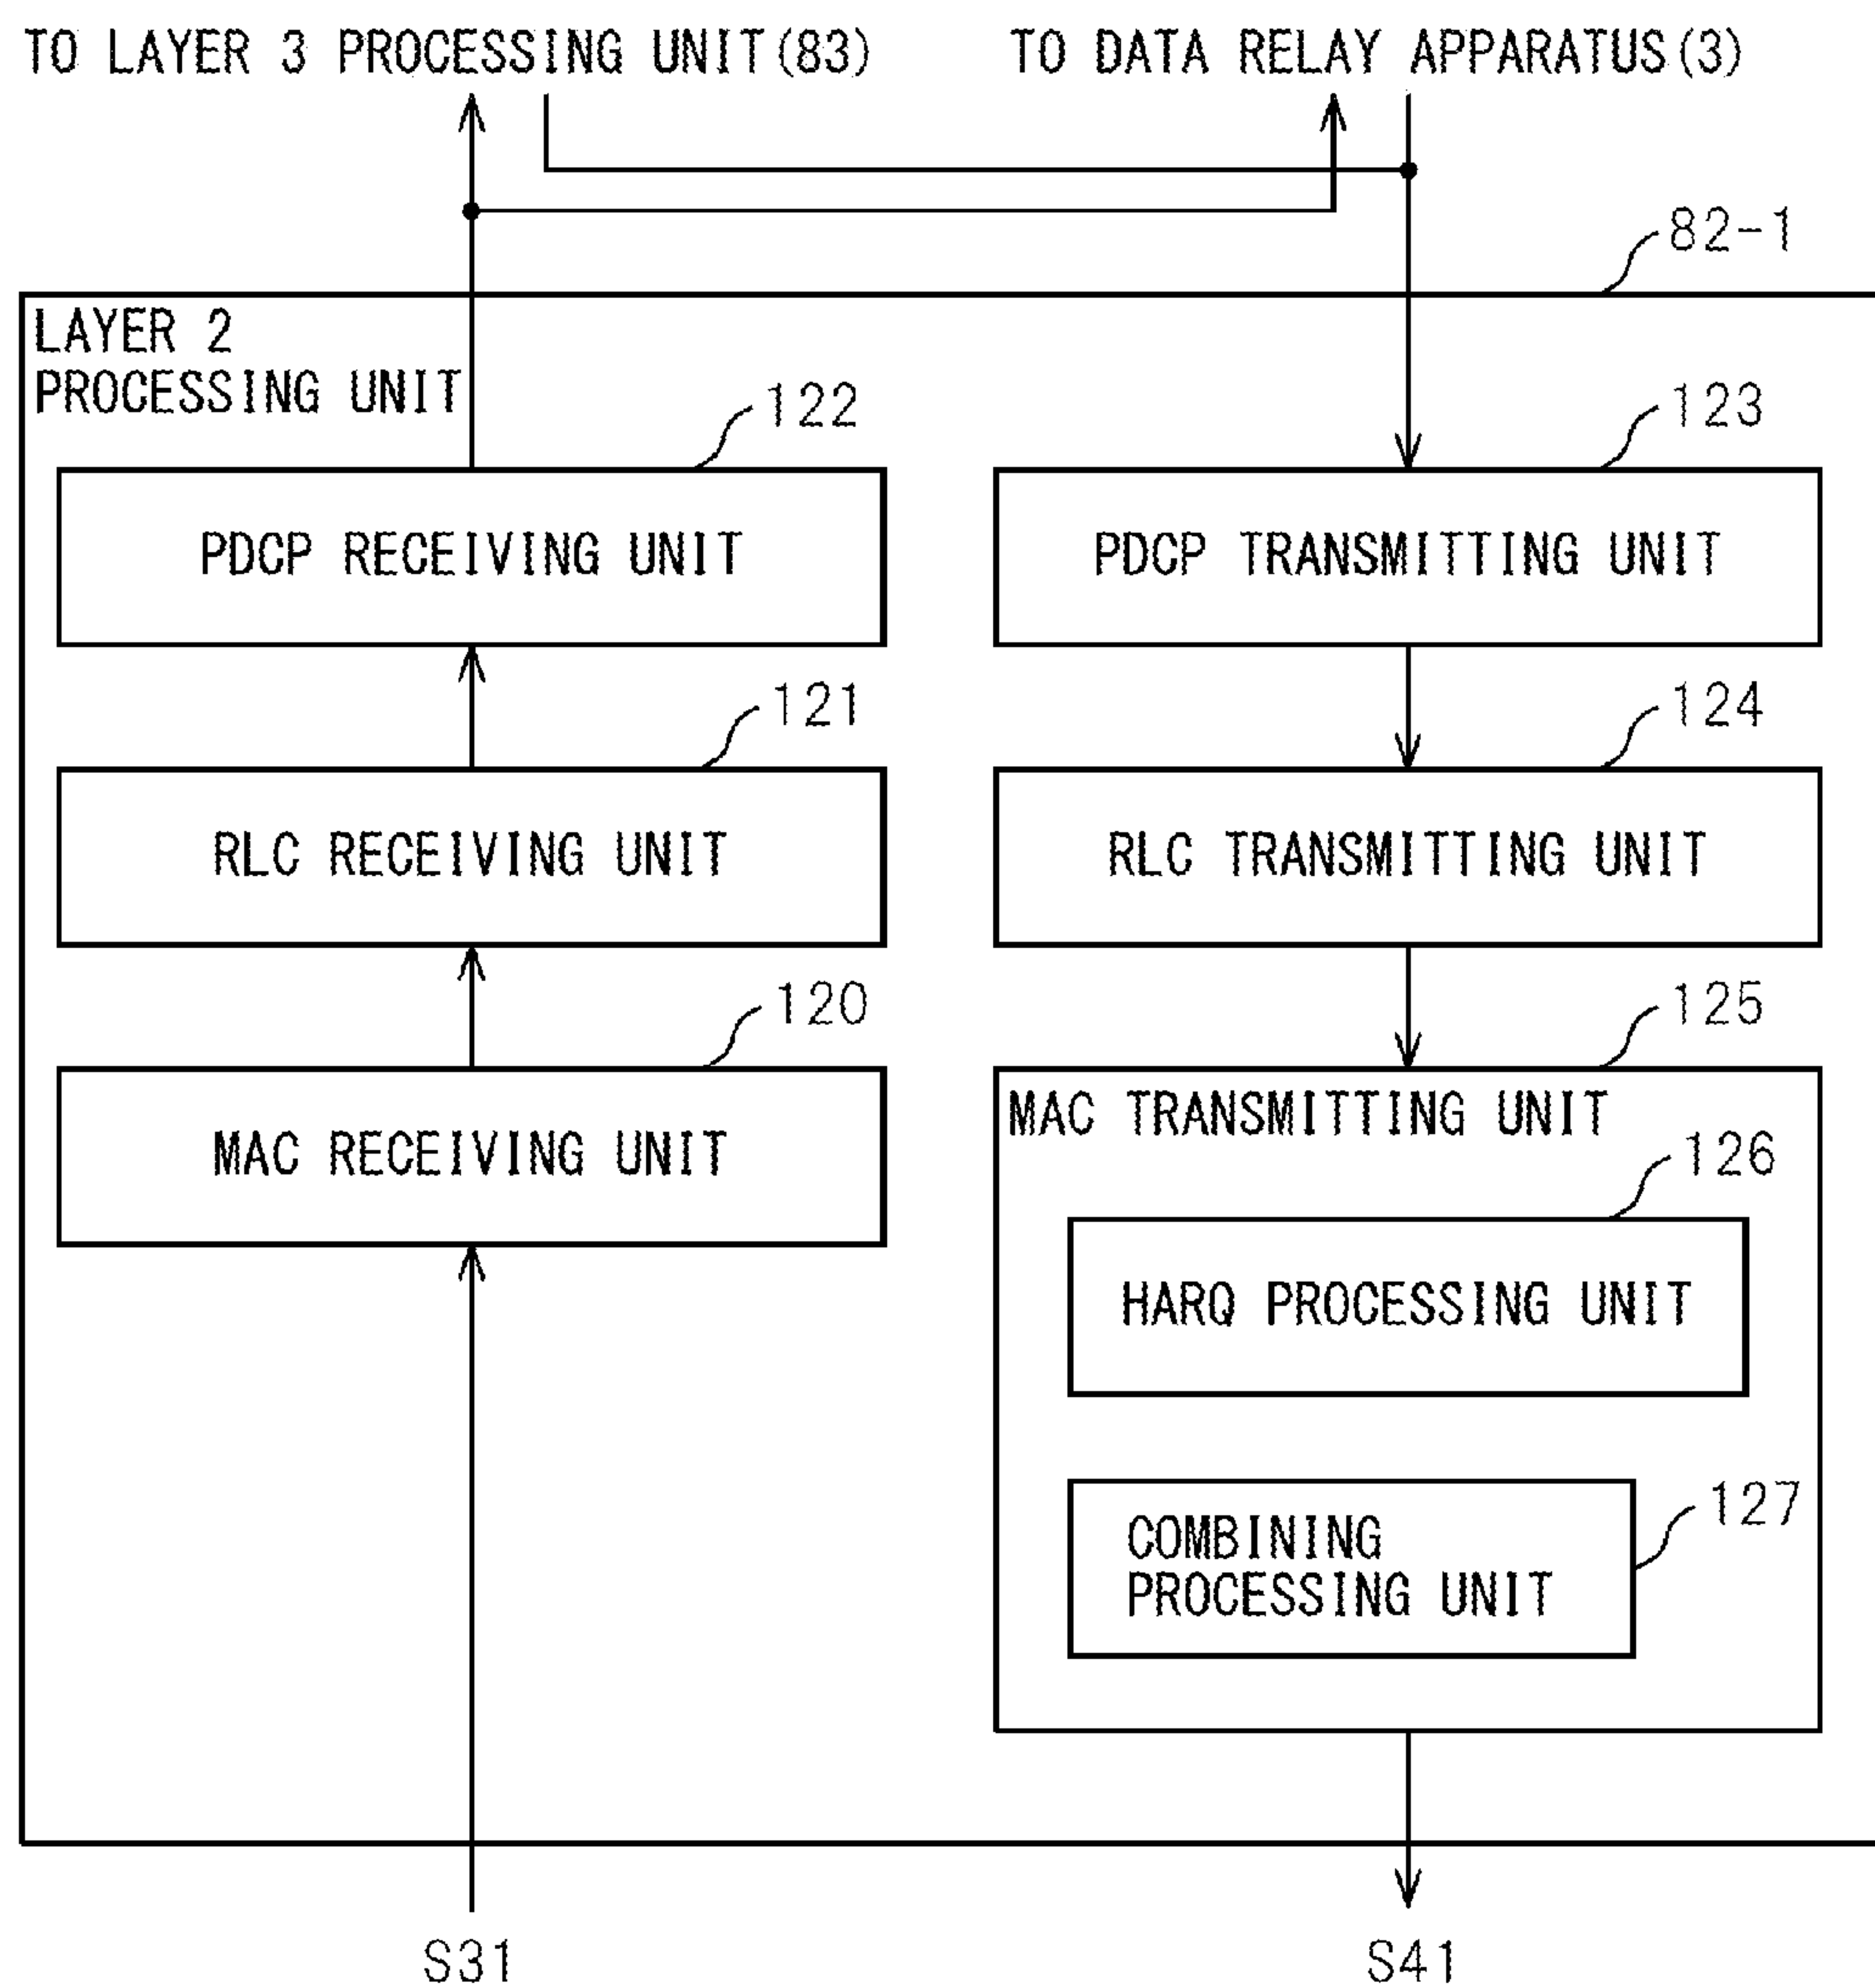 TO LAYER 3 PROCESSING UNIT(83)
TO DATA RELAY APPARATUS(3)
82-1
LAYER 2
PROCESSING UNIT
122
123
PDCP RECEIVING UNIT
PDCP TRANSMITTING UNIT
121
124
RLC RECEIVING UNIT
RLC TRANSMITTING UNIT
120
125
MAC RECEIVING UNIT
MAC TRANSMITTING UNIT
126
HARQ PROCESSING UNIT
127
COMBINING
PROCESSING UNIT
S31
S41